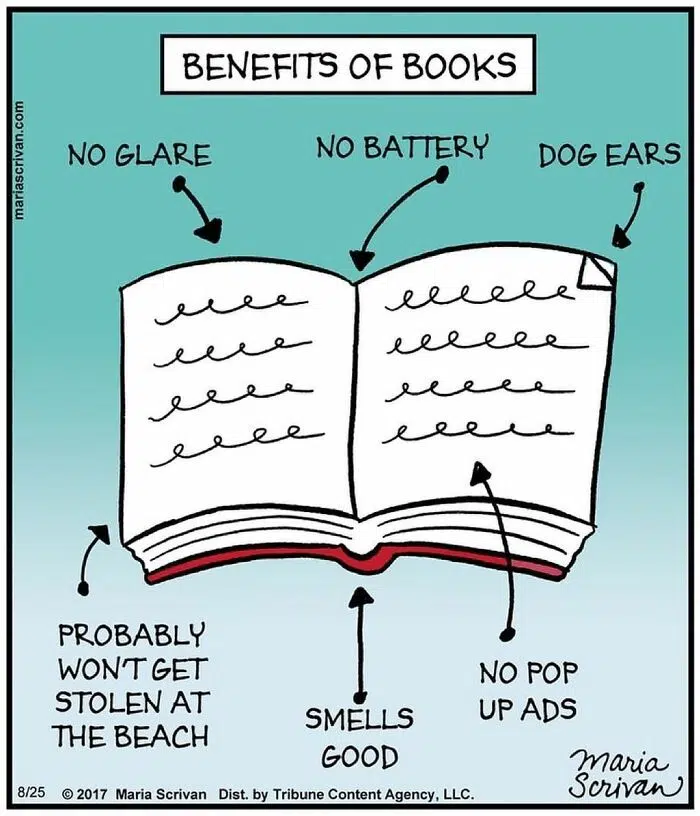 BENEFITS OF BOOKS
mariascrivan.com
NO GLARE
NO BATTERY
DOG EARS
PROBABLY
WON'T GET
STOLEN AT
THE BEACH
SMELLS
GOOD
NO POP
UP ADS
maria
Scrivan
8/25 © 2017 Maria Scrivan Dist. by Tribune Content Agency, LLC.